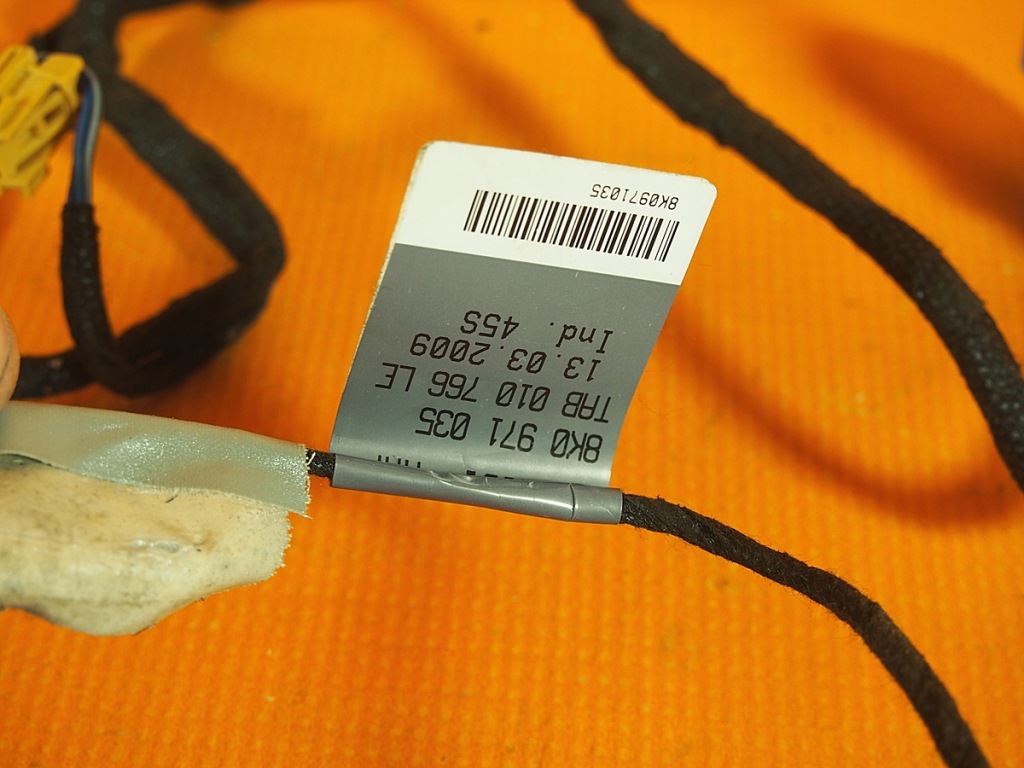 8K0 971 035
TAB 010 766 LE
13.03.2009
Ind. 45S
8K0971035